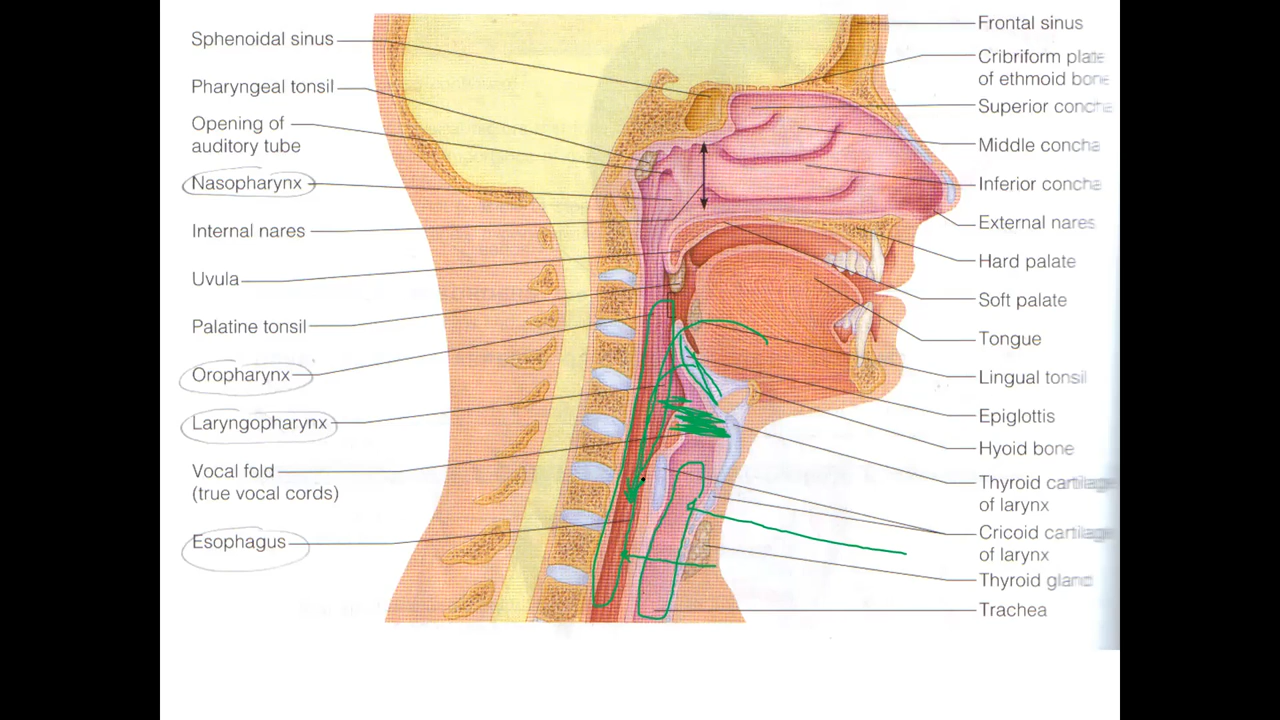 Sphenoidal sinus
Pharyngeal tonsil
Opening of
auditory tube
Nasopharynx
Internal nares
Uvula
Palatine tonsil
Oropharynx
Laryngopharynx
Vocal fold
(true vocal cords)
Esophagus
Frontal sinus
Cribriform plate
of ethmoid bone
Superior concha
Middle concha
Inferior concha
External nares
Hard palate
Soft palate
Tongue
Lingual tonsil
Epiglottis
Hyoid bone
Thyroid cartilage
of larynx
Cricoid cartilage
of larynx
Thyroid gland
Trachea